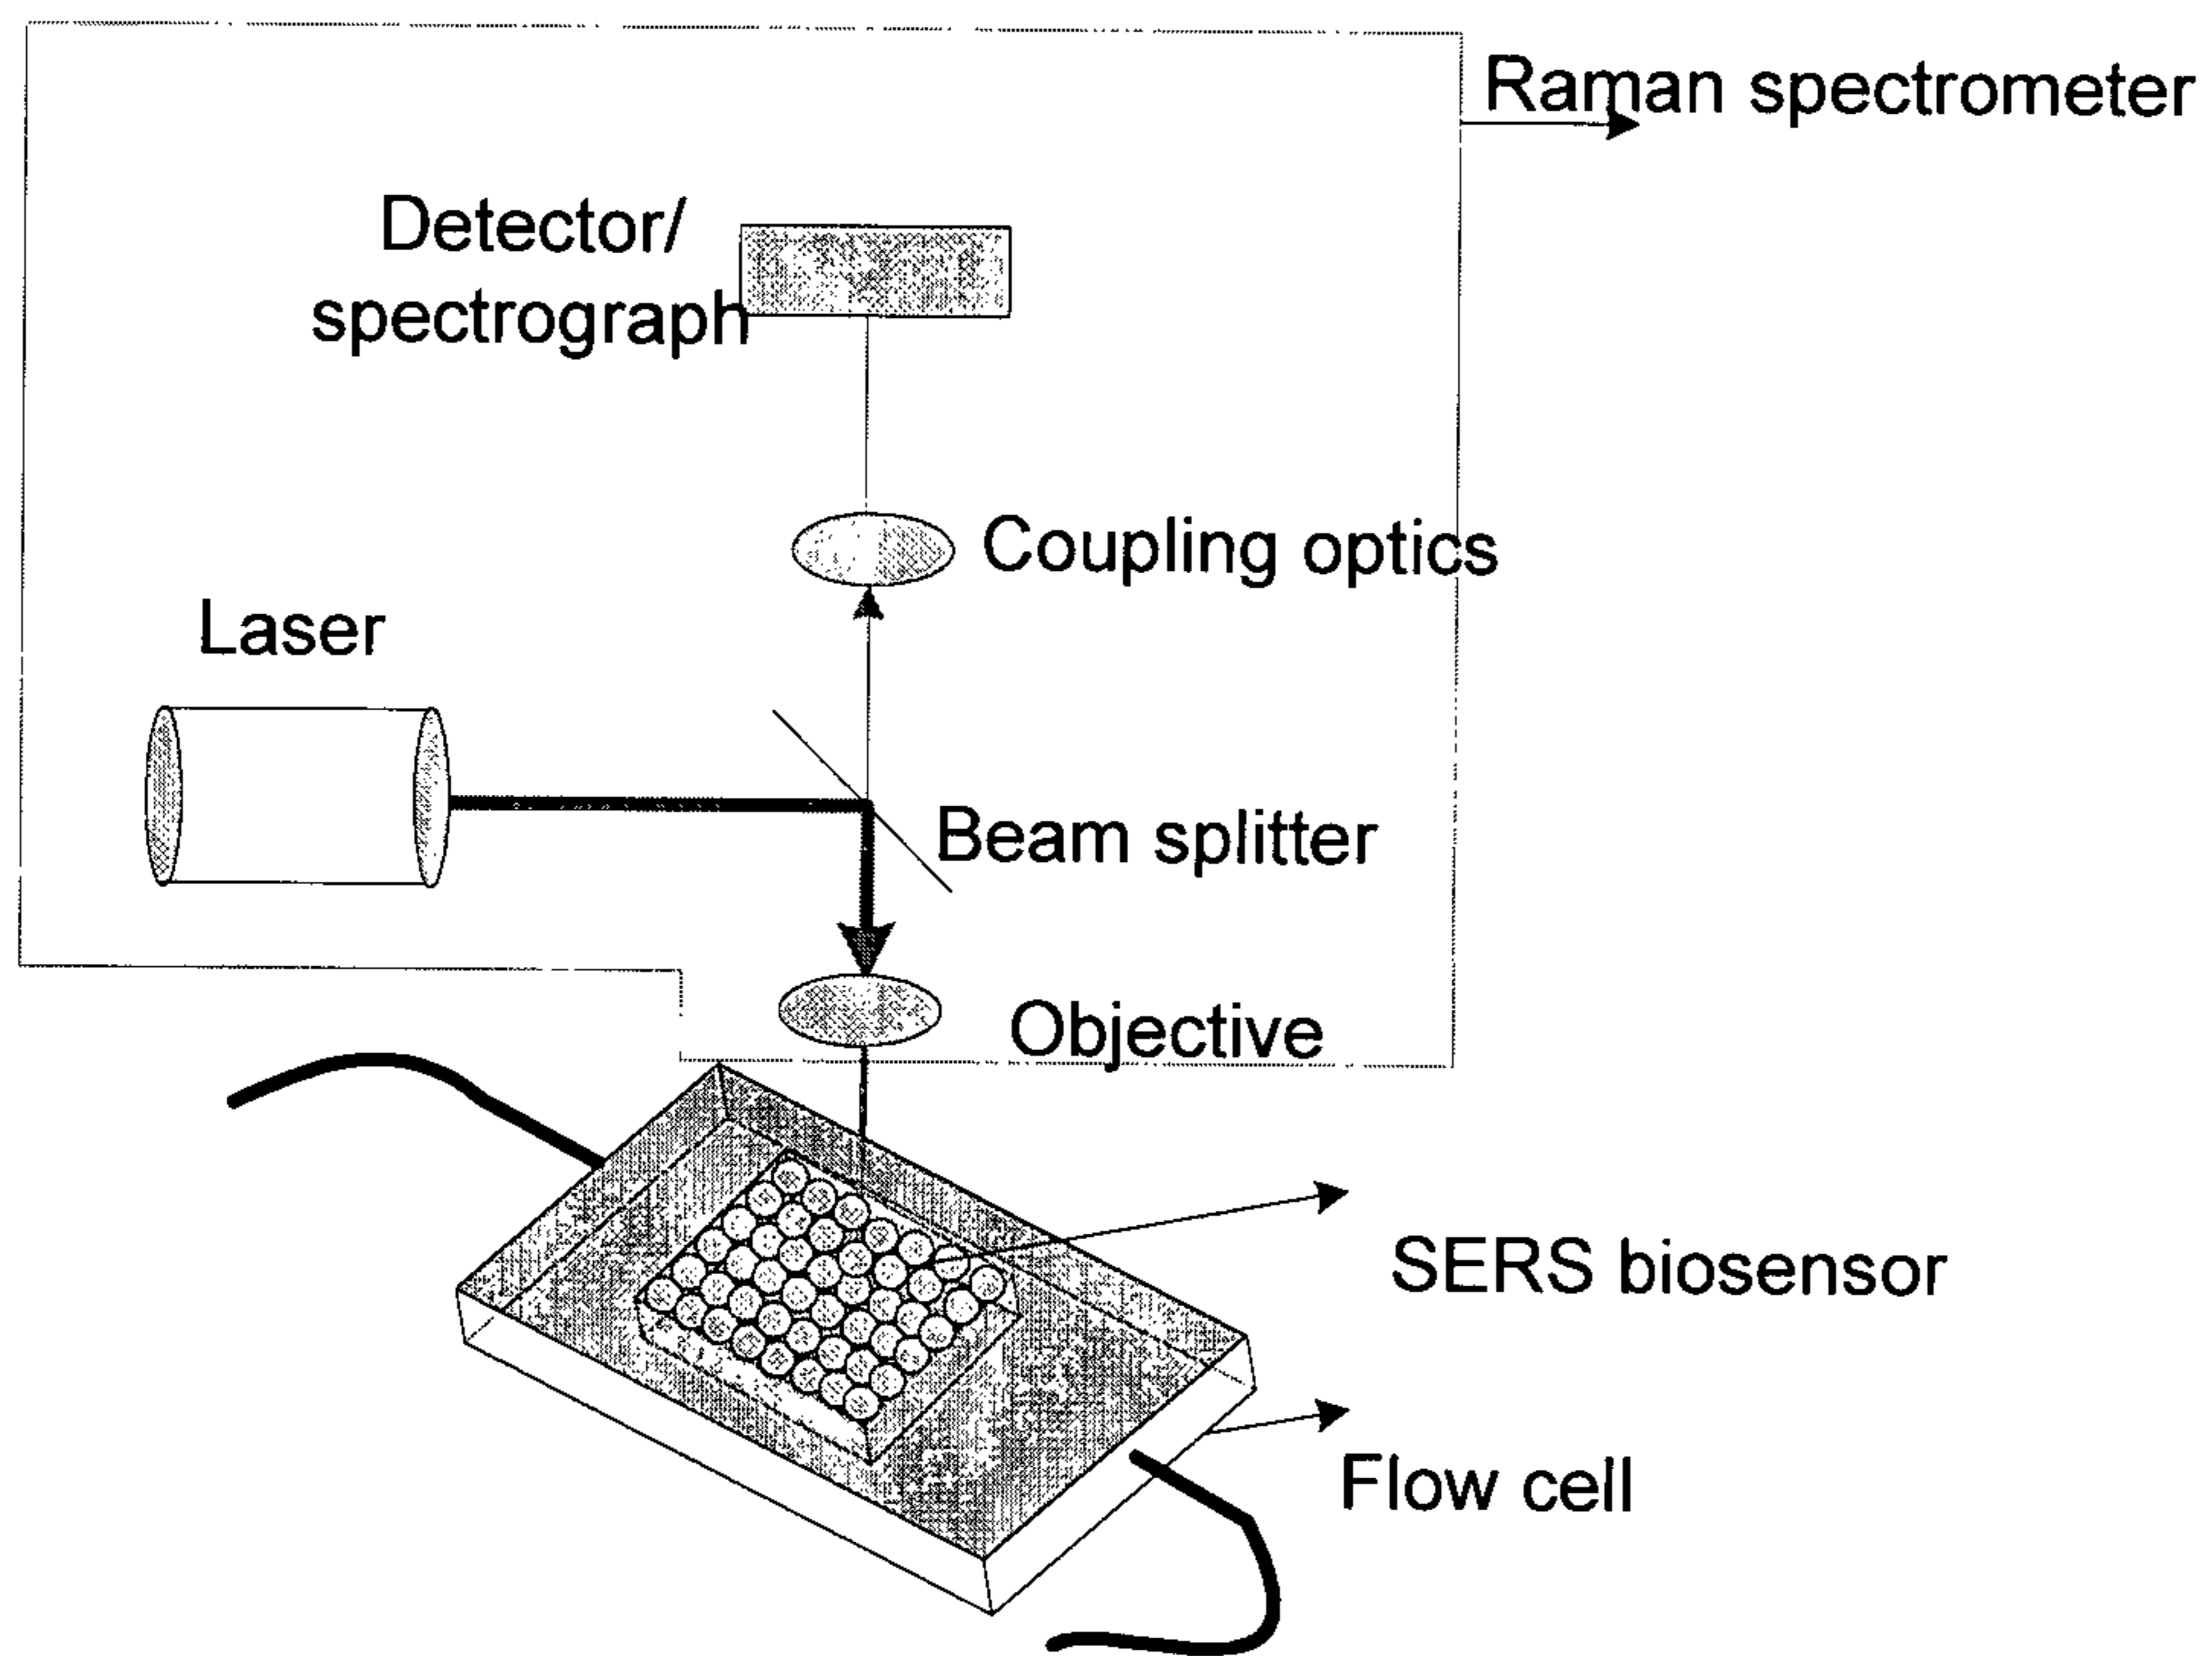 Raman spectrometer
Detector/
spectrograph
Coupling optics
Laser
Beam splitter
Objective
SERS biosensor
Flow cell